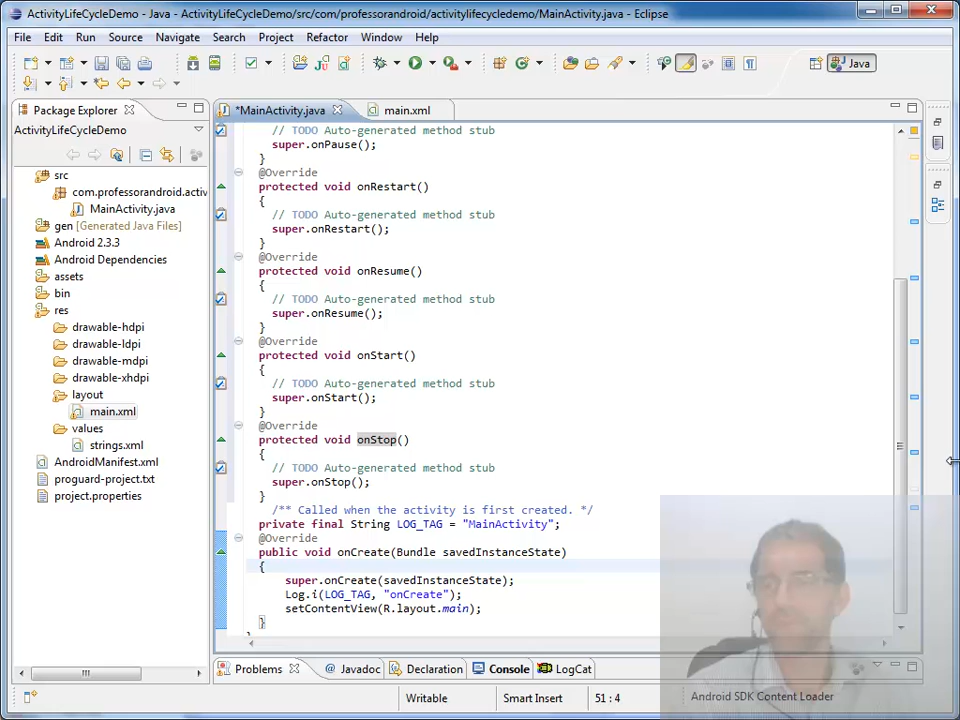 ActivityLifeCycleDemo - Java - ActivityLifeCycleDemo/src/com/professorandroid/activitylifecycledemo/MainActivity.java - Eclipse
File Edit Run Source Navigate Search Project Refactor Window Help
Java
Package Explorer
*MainActivity.java main.xml
ActivityLifeCycleDemo
src
com.professorandroid.activ
MainActivity.java
gen [Generated Java Files]
Android 2.3.3
Android Dependencies
assets
bin
res
drawable-hdpi
drawable-ldpi
drawable-mdpi
drawable-xhdpi
layout
main.xml
values
strings.xml
AndroidManifest.xml
proguard-project.txt
project.properties
// TODO Auto-generated method stub
super.onPause();
}
@Override
protected void onRestart()
{
// TODO Auto-generated method stub
super.onRestart();
}
@Override
protected void onResume()
{
// TODO Auto-generated method stub
super.onResume();
}
@Override
protected void onStart()
{
// TODO Auto-generated method stub
super.onStart();
}
@Override
protected void onStop()
{
// TODO Auto-generated method stub
super.onStop();
}
/** Called when the activity is first created. */
private final String LOG_TAG = "MainActivity";
@Override
public void onCreate(Bundle savedInstanceState)
{
super.onCreate(savedInstanceState);
Log.i(LOG_TAG, "onCreate");
setContentView(R.layout.main);
}
}
Problems @ Javadoc Declaration Console LogCat
Writable Smart Insert 51 : 4 Android SDK Content Loader